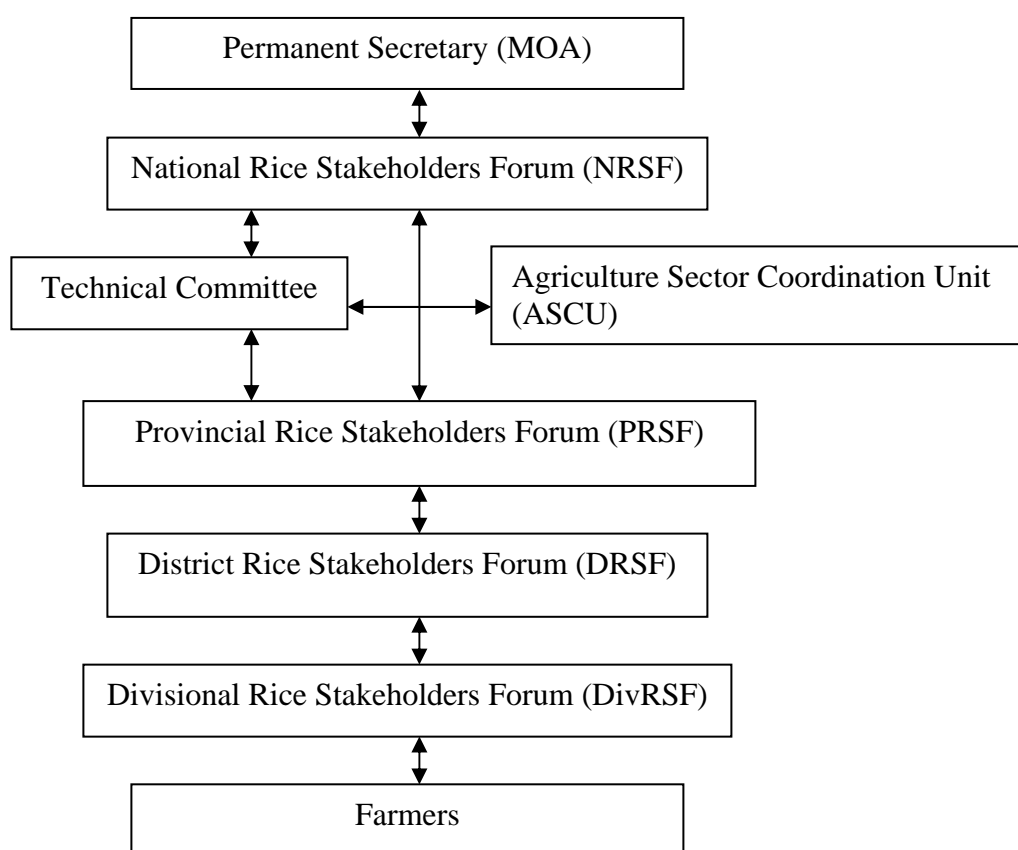 Permanent Secretary (MOA)
National Rice Stakeholders Forum (NRSF)
Technical Committee
Agriculture Sector Coordination Unit
(ASCU)
Provincial Rice Stakeholders Forum (PRSF)
District Rice Stakeholders Forum (DRSF)
Divisional Rice Stakeholders Forum (DivRSF)
Farmers